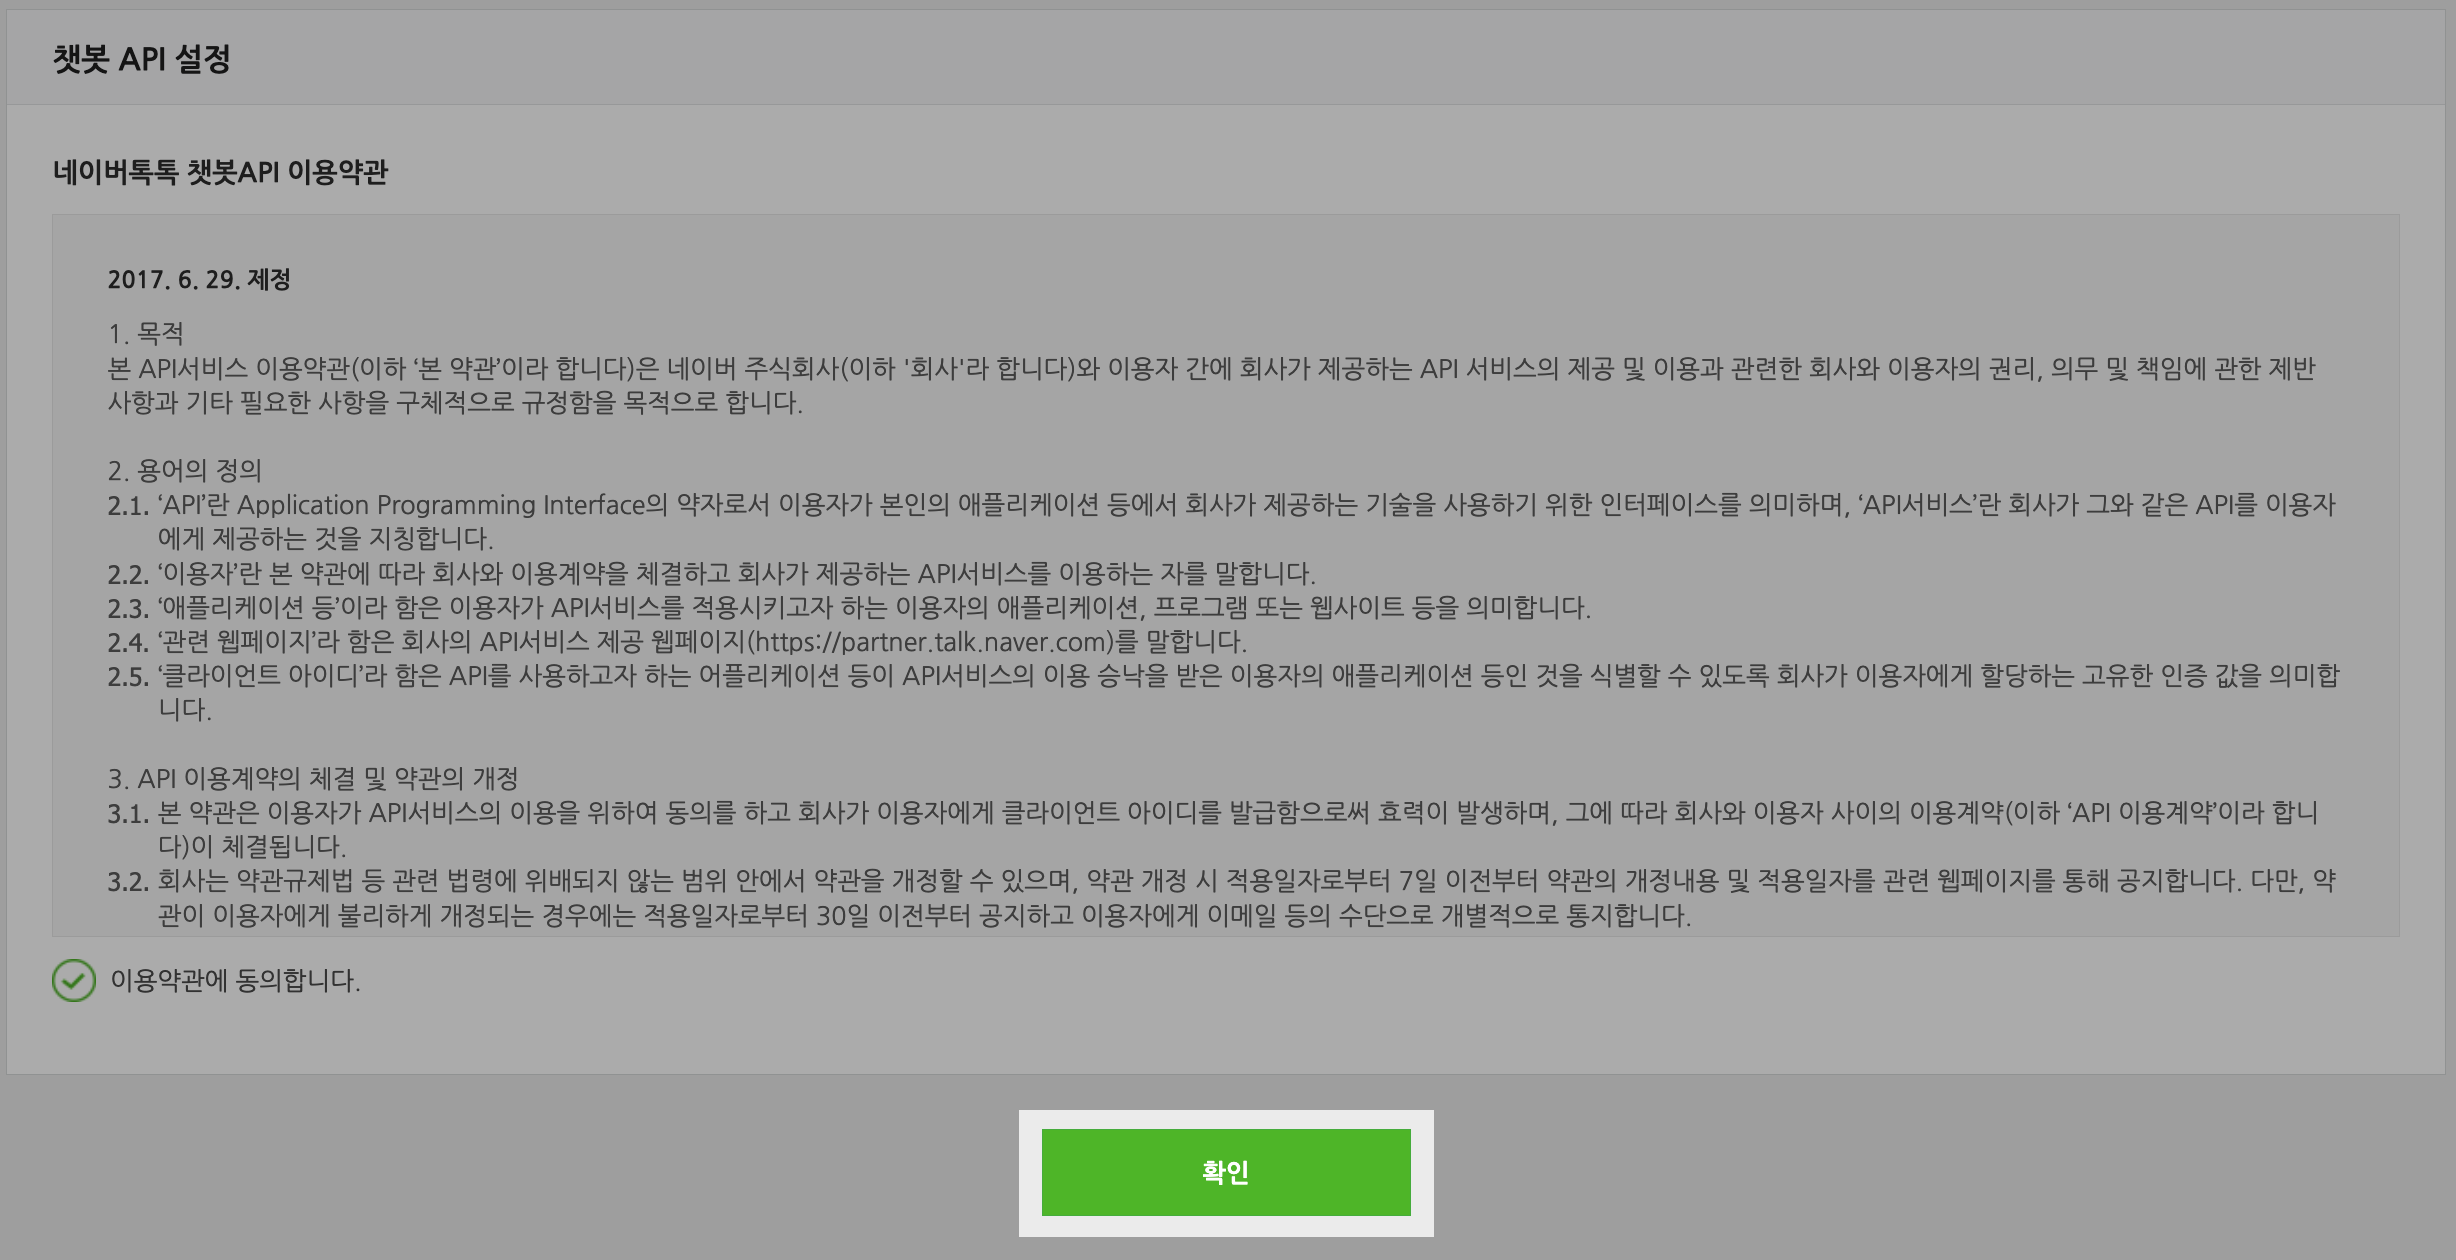 챗봇 API 설정
네이버톡톡 챗봇API 이용약관
2017. 6. 29. 제정
1. 목적
본 API서비스 이용약관(이하 ‘본 약관’이라 합니다)은 네이버 주식회사(이하 '회사'라 합니다)와 이용자 간에 회사가 제공하는 API 서비스의 제공 및 이용과 관련한 회사와 이용자의 권리, 의무 및 책임에 관한 제반
사항과 기타 필요한 사항을 구체적으로 규정함을 목적으로 합니다.
2. 용어의 정의
2.1. ‘API’란 Application Programming Interface의 약자로서 이용자가 본인의 애플리케이션 등에서 회사가 제공하는 기술을 사용하기 위한 인터페이스를 의미하며, ‘API서비스’란 회사가 그와 같은 API를 이용자
에게 제공하는 것을 지칭합니다.
2.2. ‘이용자’란 본 약관에 따라 회사와 이용계약을 체결하고 회사가 제공하는 API서비스를 이용하는 자를 말합니다.
2.3. ‘애플리케이션 등’이라 함은 이용자가 API서비스를 적용시키고자 하는 이용자의 애플리케이션, 프로그램 또는 웹사이트 등을 의미합니다.
2.4. ‘관련 웹페이지’라 함은 회사의 API서비스 제공 웹페이지(https://partner.talk.naver.com)를 말합니다.
2.5. ‘클라이언트 아이디’라 함은 API를 사용하고자 하는 어플리케이션 등이 API서비스의 이용 승낙을 받은 이용자의 애플리케이션 등인 것을 식별할 수 있도록 회사가 이용자에게 할당하는 고유한 인증 값을 의미합
니다.
3. API 이용계약의 체결 및 약관의 개정
3.1. 본 약관은 이용자가 API서비스의 이용을 위하여 동의를 하고 회사가 이용자에게 클라이언트 아이디를 발급함으로써 효력이 발생하며, 그에 따라 회사와 이용자 사이의 이용계약(이하 ‘API 이용계약’이라 합니
다)이 체결됩니다.
3.2. 회사는 약관규제법 등 관련 법령에 위배되지 않는 범위 안에서 약관을 개정할 수 있으며, 약관 개정 시 적용일자로부터 7일 이전부터 약관의 개정내용 및 적용일자를 관련 웹페이지를 통해 공지합니다. 다만, 약
관이 이용자에게 불리하게 개정되는 경우에는 적용일자로부터 30일 이전부터 공지하고 이용자에게 이메일 등의 수단으로 개별적으로 통지합니다.
이용약관에 동의합니다.
확인